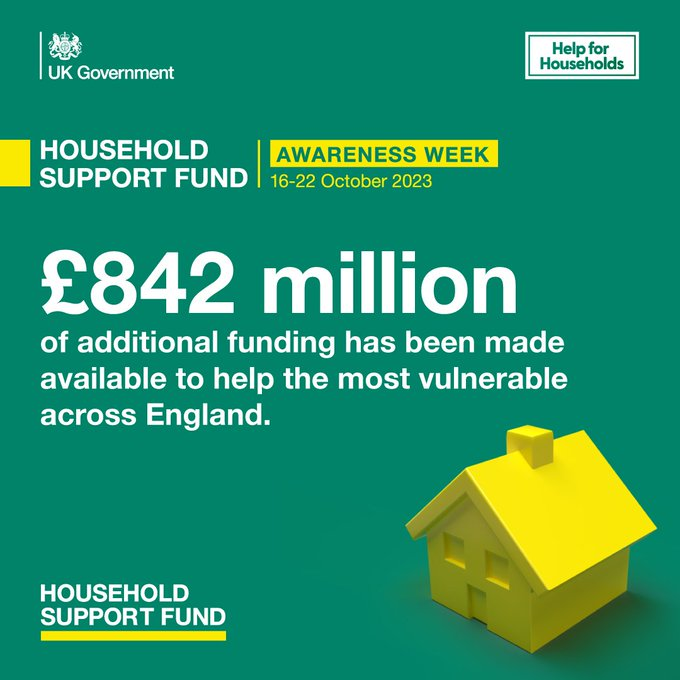 UK Government
Help for
Households
HOUSEHOLD
SUPPORT FUND
AWARENESS WEEK
16-22 October 2023
£842 million
of additional funding has been made
available to help the most vulnerable
across England.
HOUSEHOLD
SUPPORT FUND